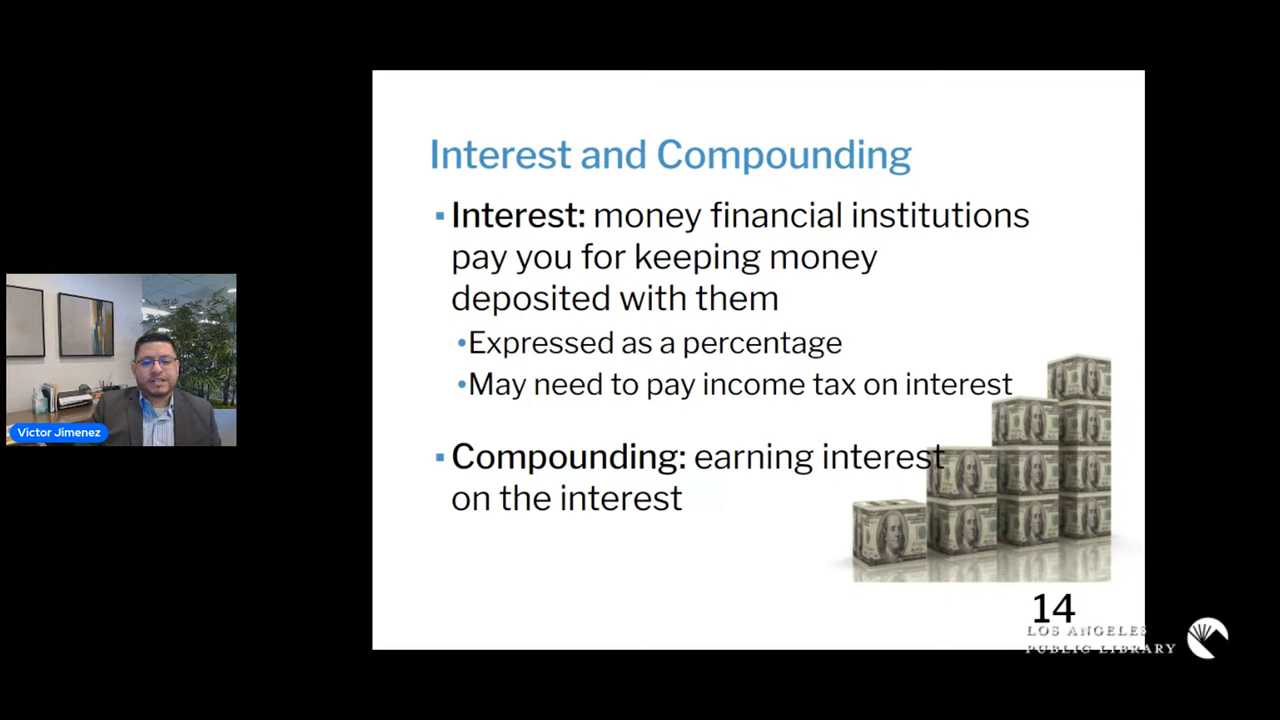 Interest and Compounding
▪ Interest: money financial institutions
pay you for keeping money
deposited with them
•Expressed as a percentage
•May need to pay income tax on interest
▪ Compounding: earning interest
on the interest
Victor Jimenez
14
LOS ANGELES
PUBLIC LIBRARY